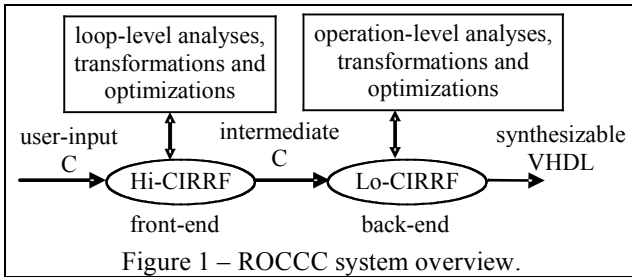 loop-level analyses,
transformations and
optimizations
operation-level analyses,
transformations and
optimizations
user-input
C
Hi-CIRRF
front-end
intermediate
C
Lo-CIRRF
back-end
synthesizable
VHDL
Figure 1 – ROCCC system overview.